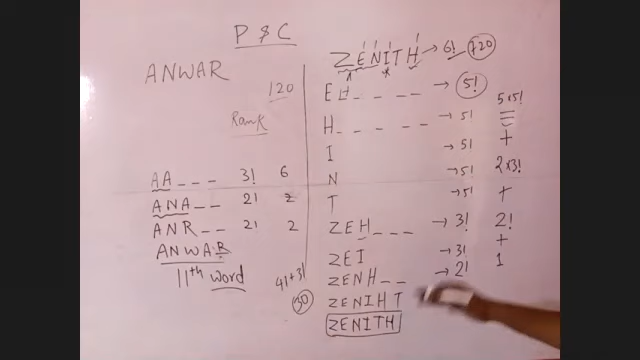 P & C
ANWAR
120
Rank
AA _ _ _ 3! 6
ANA _ _ 2! 2
ANR _ _ 2! 2
ANWAR
11th word
4! + 3!
30
ZENITH → 6! 720
E _ _ _ _ → 5!
H _ _ _ _ _ → 5!
I → 5!
N → 5!
T → 5!
ZEH _ _ _ → 3!
ZEI → 3!
ZENH _ _ → 2!
ZENIHT
ZENITH
5 × 5!
+
2 × 3!
+
2!
+
1